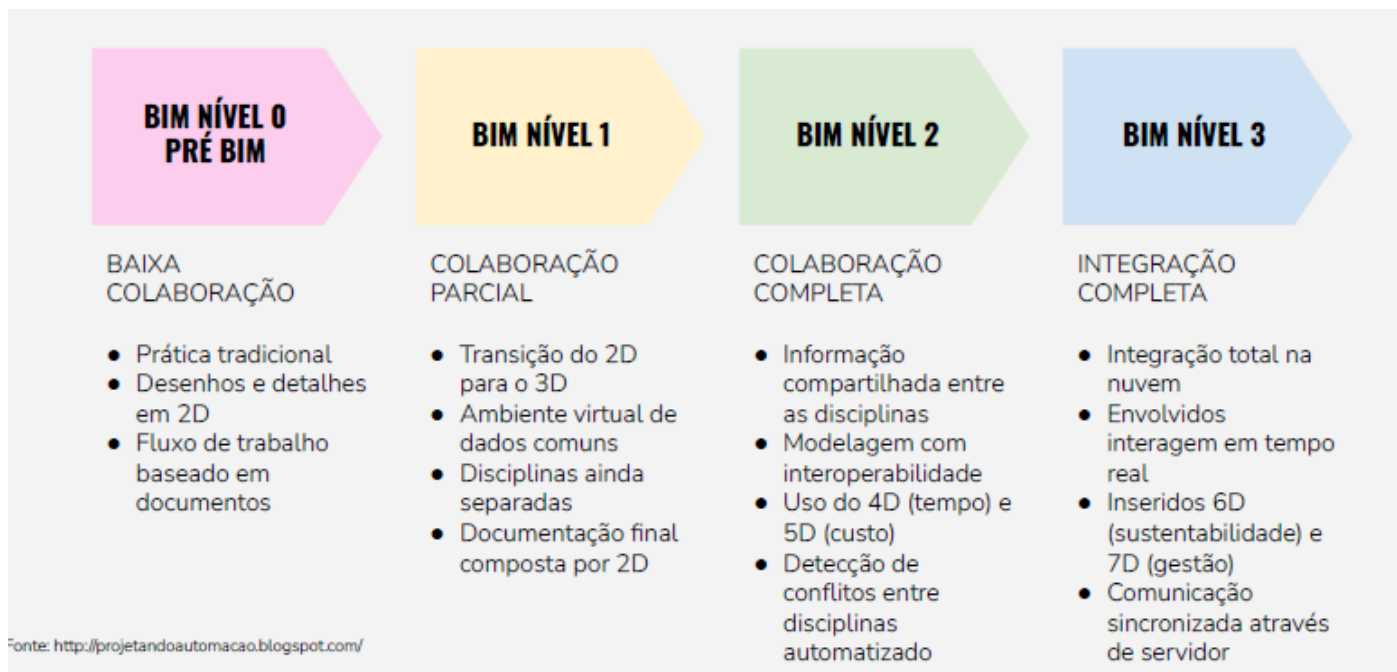 BIM NÍVEL 0
PRÉ BIM
BAIXA
COLABORAÇÃO
● Prática tradicional
● Desenhos e detalhes
em 2D
● Fluxo de trabalho
baseado em
documentos
BIM NÍVEL 1
COLABORAÇÃO
PARCIAL
● Transição do 2D
para o 3D
● Ambiente virtual de
dados comuns
● Disciplinas ainda
separadas
● Documentação final
composta por 2D
BIM NÍVEL 2
COLABORAÇÃO
COMPLETA
● Informação
compartilhada entre
as disciplinas
● Modelagem com
interoperabilidade
● Uso do 4D (tempo) e
5D (custo)
● Detecção de
conflitos entre
disciplinas
automatizado
BIM NÍVEL 3
INTEGRAÇÃO
COMPLETA
● Integração total na
nuvem
● Envolvidos
interagem em tempo
real
● Inseridos 6D
(sustentabilidade) e
7D (gestão)
● Comunicação
sincronizada através
de servidor
Fonte: http://projetandoautomacao.blogspot.com/